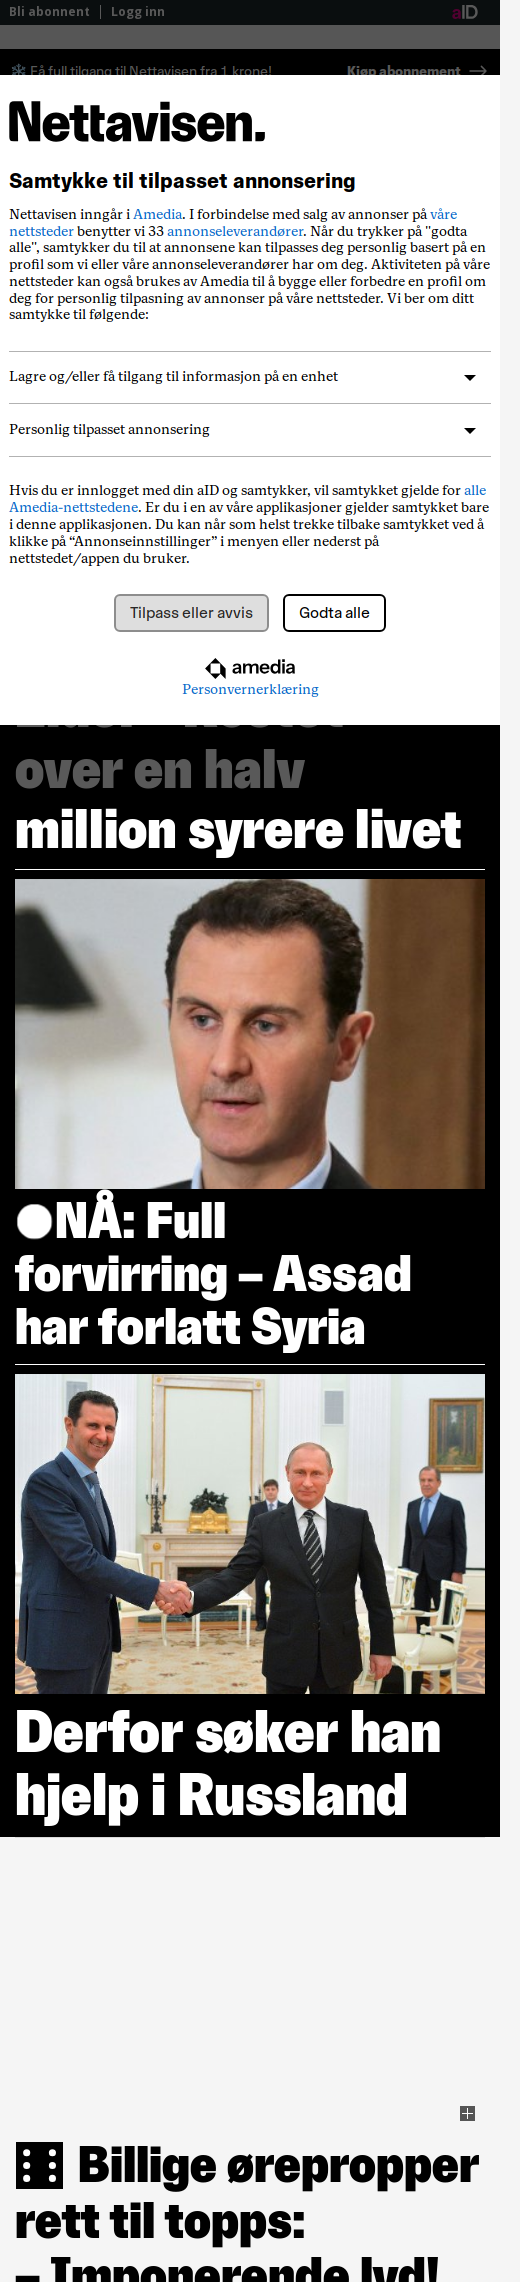 Bli abonnent | Logg inn
aID
Få full tilgang til Nettavisen fra 1 krone!
Kjøp abonnement →
Nettavisen.
Samtykke til tilpasset annonsering
Nettavisen inngår i Amedia. I forbindelse med salg av annonser på våre
nettsteder benytter vi 33 annonseleverandører. Når du trykker på "godta
alle", samtykker du til at annonsene kan tilpasses deg personlig basert på en
profil som vi eller våre annonseleverandører har om deg. Aktiviteten på våre
nettsteder kan også brukes av Amedia til å bygge eller forbedre en profil om
deg for personlig tilpasning av annonser på våre nettsteder. Vi ber om ditt
samtykke til følgende:
Lagre og/eller få tilgang til informasjon på en enhet
Personlig tilpasset annonsering
Hvis du er innlogget med din aID og samtykker, vil samtykket gjelde for alle
Amedia-nettstedene. Er du i en av våre applikasjoner gjelder samtykket bare
i denne applikasjonen. Du kan når som helst trekke tilbake samtykket ved å
klikke på “Annonseinnstillinger” i menyen eller nederst på
nettstedet/appen du bruker.
Tilpass eller avvis
Godta alle
amedia
Personvernerklæring
over en halv
million syrere livet
NÅ: Full
forvirring – Assad
har forlatt Syria
Derfor søker han
hjelp i Russland
Billige ørepropper
rett til topps:
– Imponerende lyd!